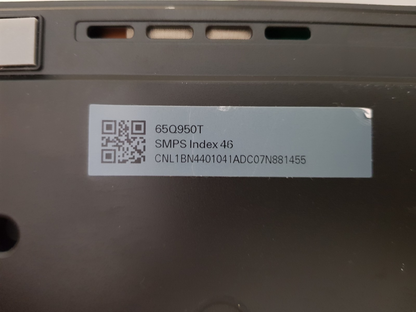 65Q950T
SMPS Index 46
CNL1BN4401041ADC07N881455